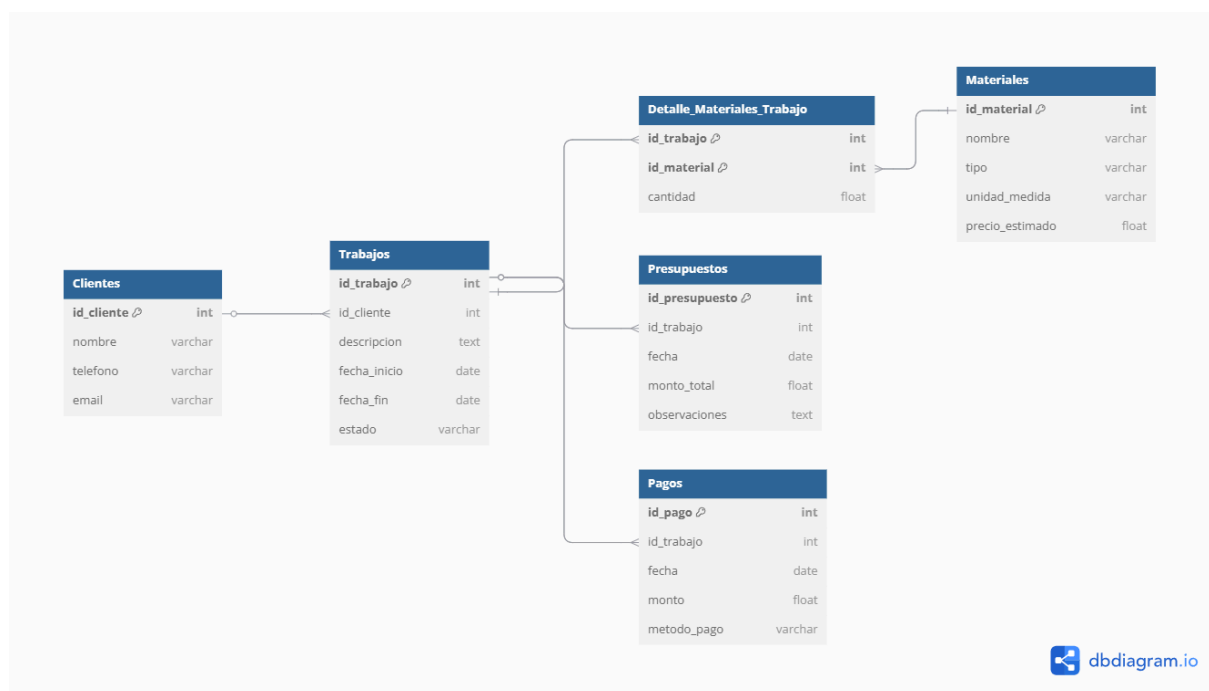 Clientes
id_cliente int
nombre varchar
telefono varchar
email varchar
Trabajos
id_trabajo int
id_cliente int
descripcion text
fecha_inicio date
fecha_fin date
estado varchar
Detalle_Materiales_Trabajo
id_trabajo int
id_material int
cantidad float
Presupuestos
id_presupuesto int
id_trabajo int
fecha date
monto_total float
observaciones text
Pagos
id_pago int
id_trabajo int
fecha date
monto float
metodo_pago varchar
Materiales
id_material int
nombre varchar
tipo varchar
unidad_medida varchar
precio_estimado float
dbdiagram.io